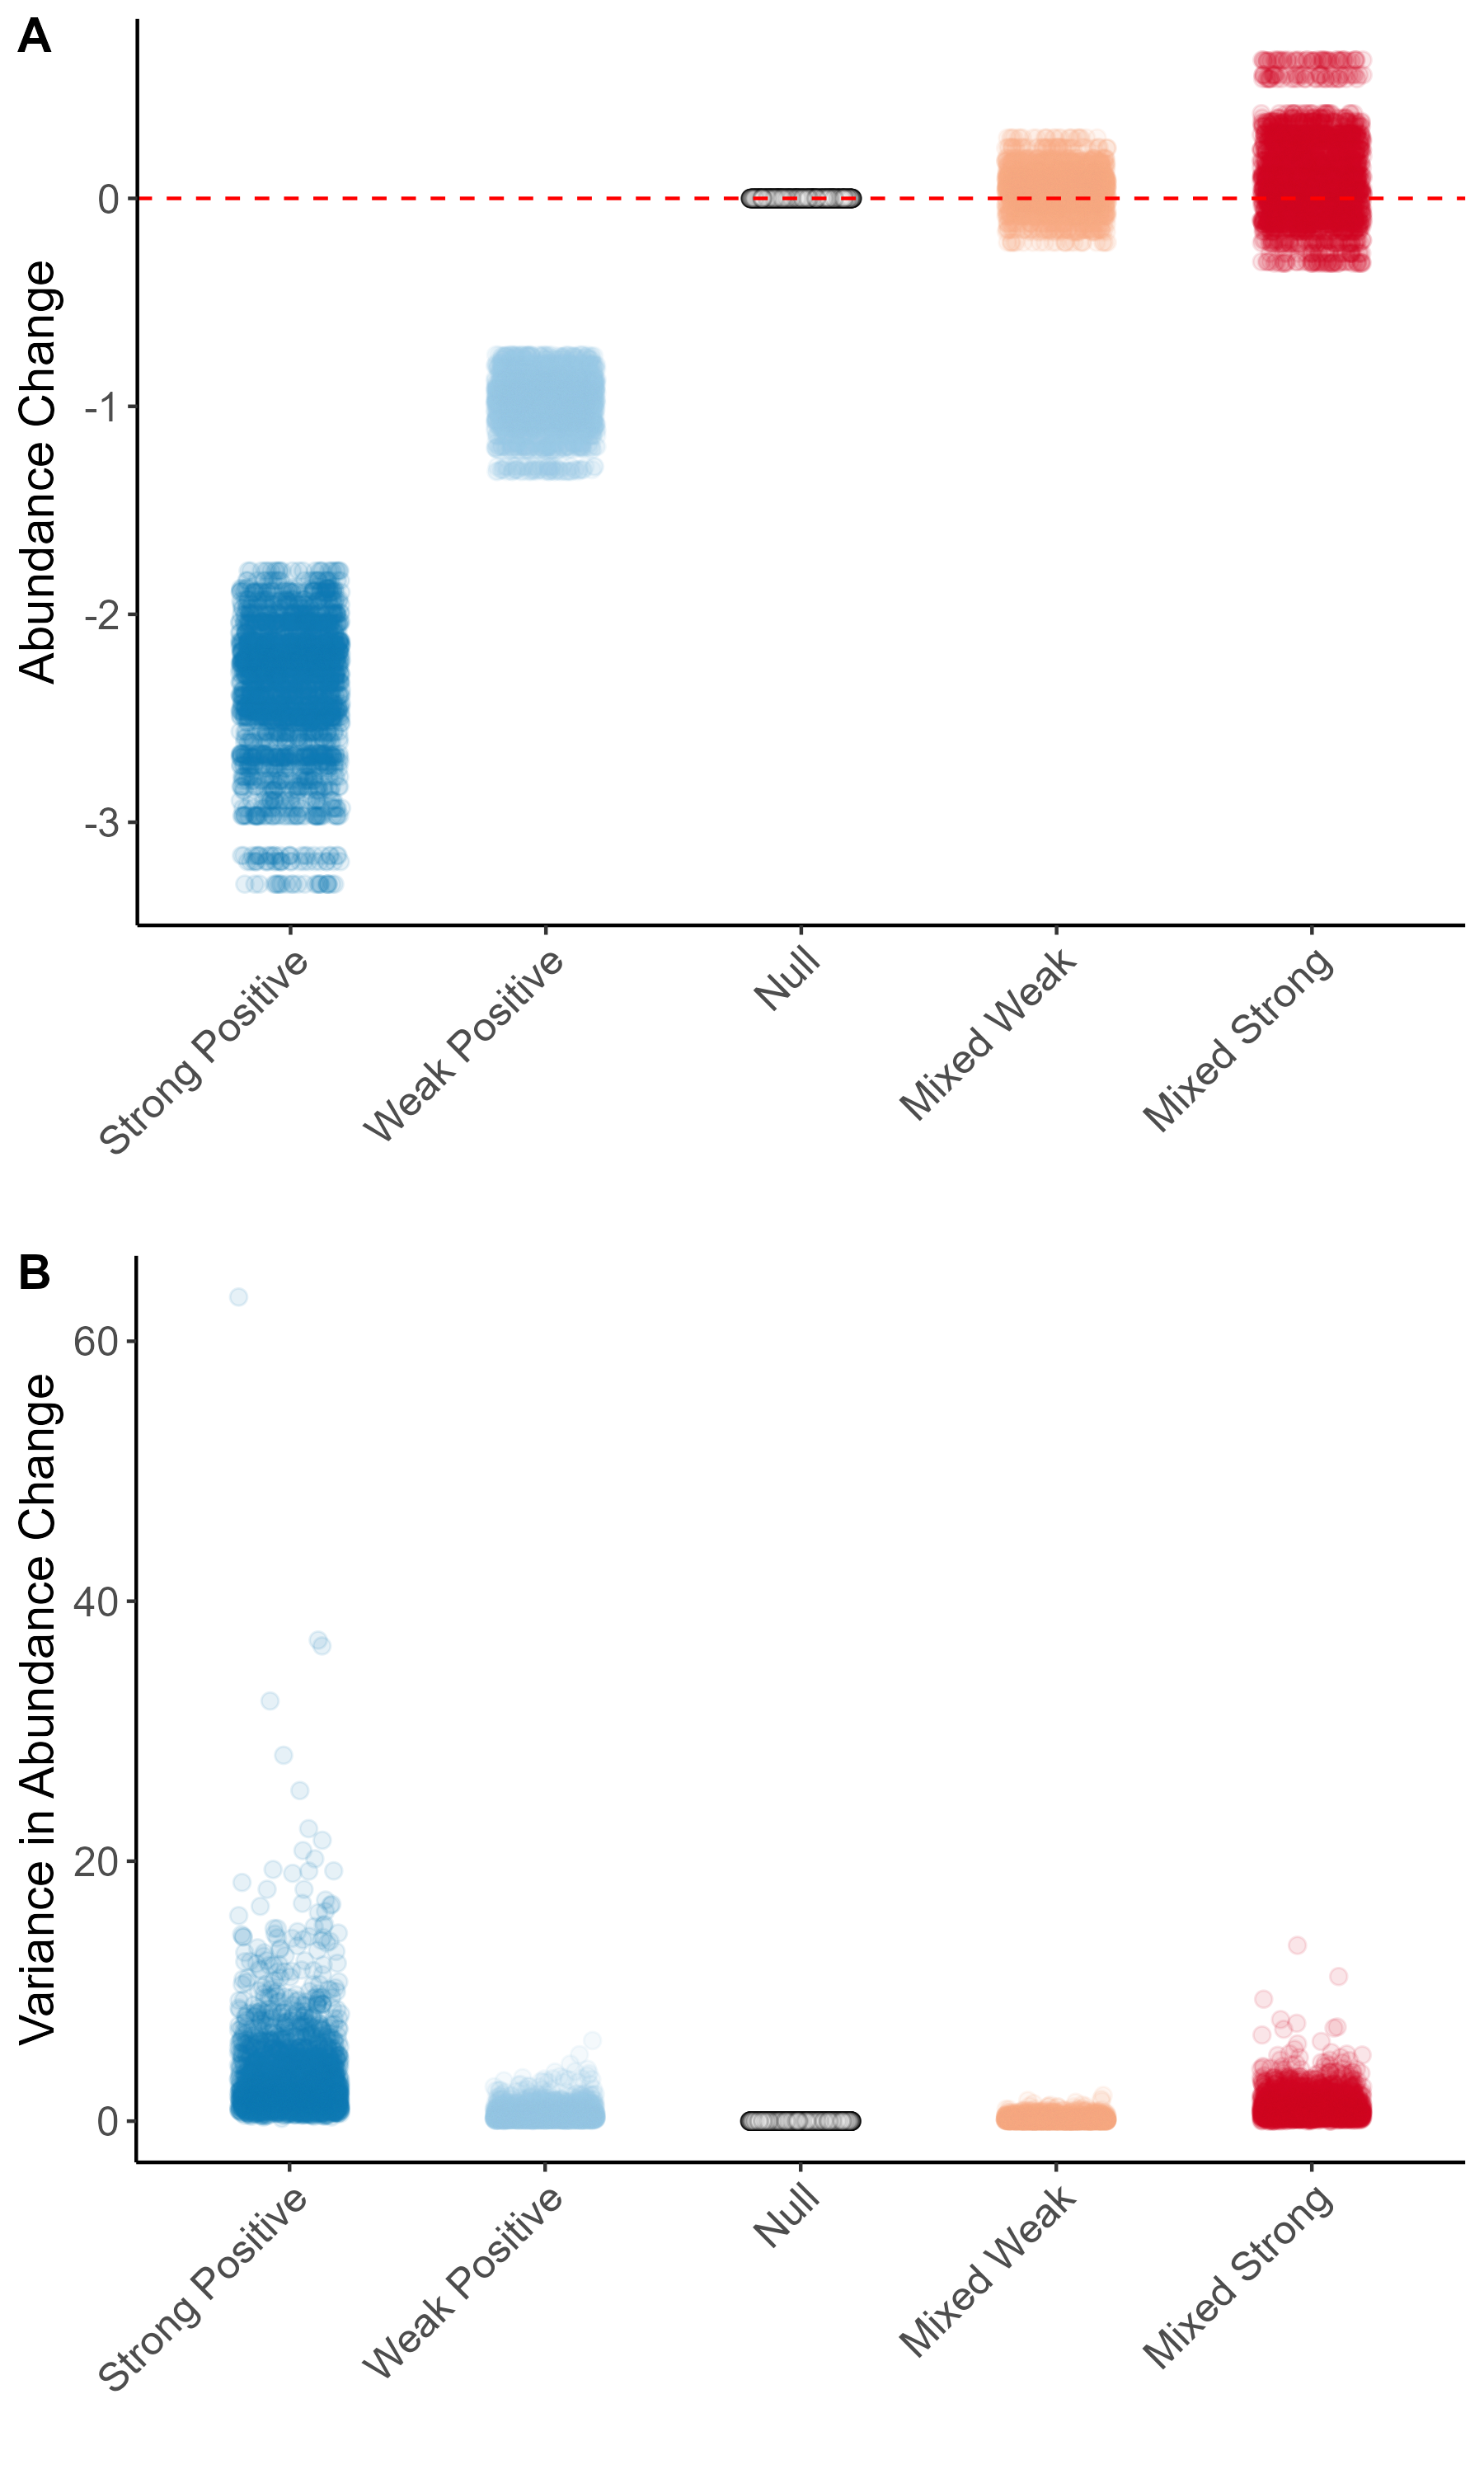 A
Abundance Change
0
-1
-2
-3
Strong Positive
Weak Positive
Null
Mixed Weak
Mixed Strong
B
Variance in Abundance Change
60
40
20
0
Strong Positive
Weak Positive
Null
Mixed Weak
Mixed Strong